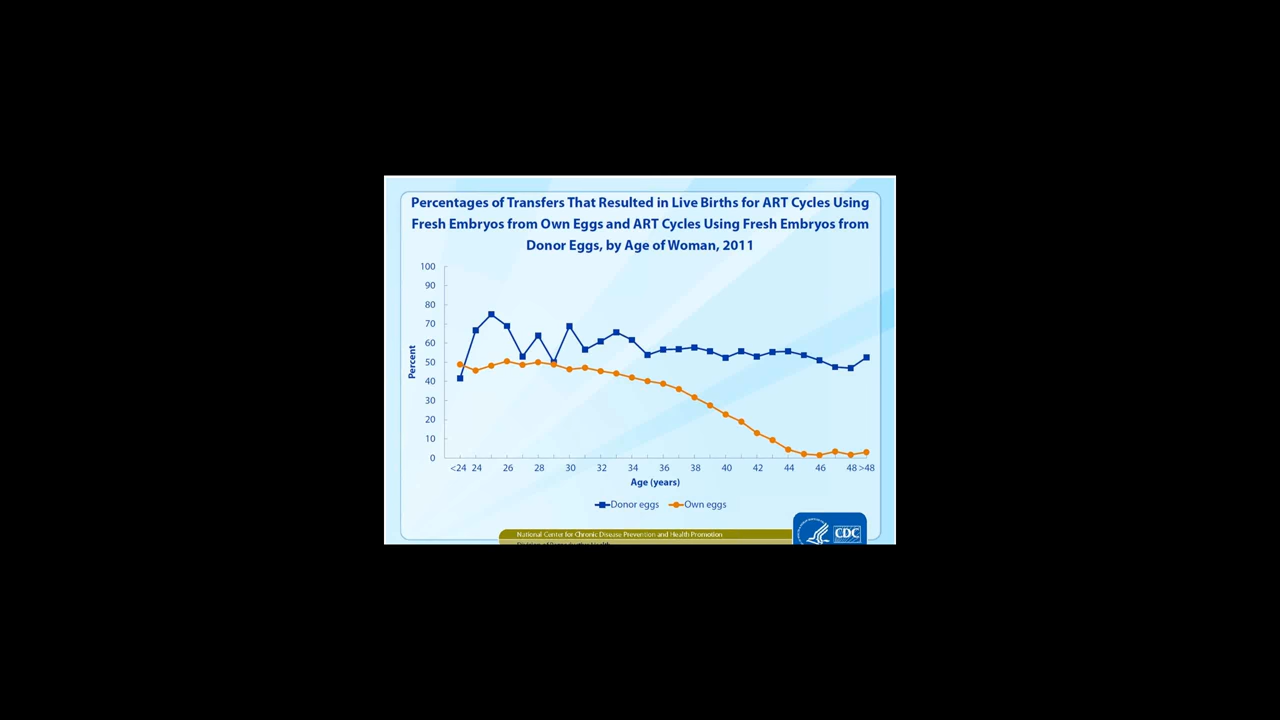 Percentages of Transfers That Resulted in Live Births for ART Cycles Using
Fresh Embryos from Own Eggs and ART Cycles Using Fresh Embryos from
Donor Eggs, by Age of Woman, 2011
100
90
80
70
60
50
40
30
20
10
0
Percent
<24 24 26 28 30 32 34 36 38 40 42 44 46 48 >48
Age (years)
Donor eggs Own eggs
National Center for Chronic Disease Prevention and Health Promotion
CDC